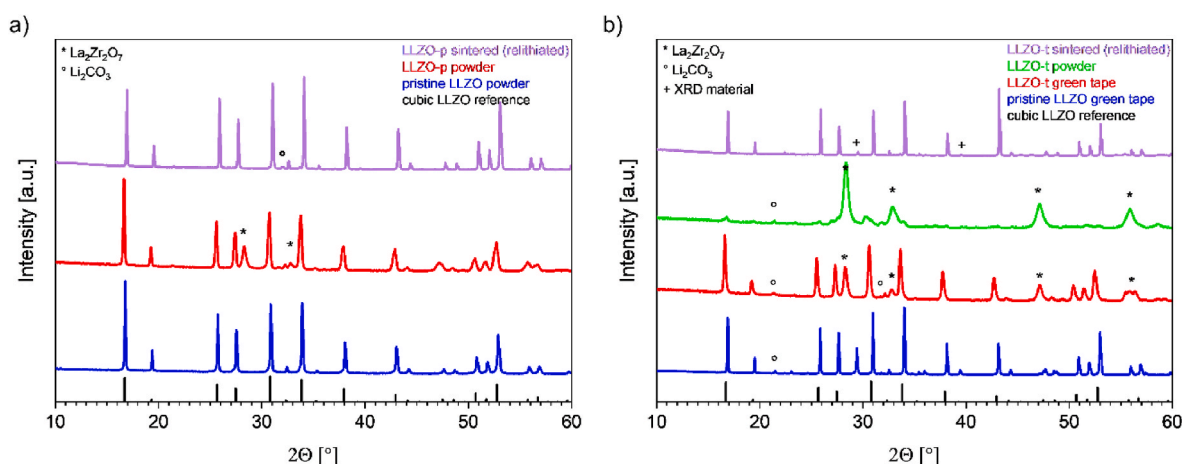 a)
* La₂Zr₂O₇
° Li₂CO₃
LLZO-p sintered (relithiated)
LLZO-p powder
pristine LLZO powder
cubic LLZO reference
°
* *
Intensity [a.u.]
10 20 30 40 50 60
2Θ [°]
b)
* La₂Zr₂O₇
° Li₂CO₃
+ XRD material
LLZO-t sintered (relithiated)
LLZO-t powder
LLZO-t green tape
pristine LLZO green tape
cubic LLZO reference
+ +
° * * * *
° * ° * * *
°
Intensity [a.u.]
10 20 30 40 50 60
2Θ [°]